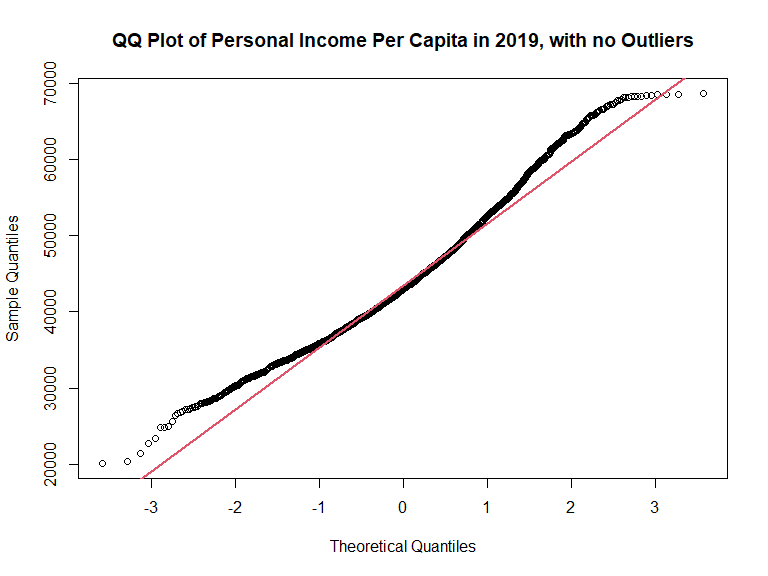 QQ Plot of Personal Income Per Capita in 2019, with no Outliers
70000
60000
50000
40000
30000
20000
Sample Quantiles
-3 -2 -1 0 1 2 3
Theoretical Quantiles